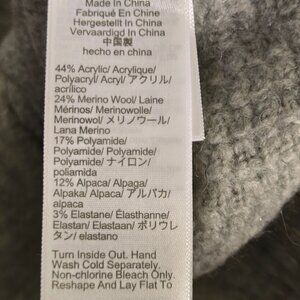 Made In China
Fabriqué En Chine
Hergestellt In China
Vervaardigd In China
中国製
hecho en china
44% Acrylic/ Acrylique/
Polyacryl/ Acryl/ アクリル/
acrílico
24% Merino Wool/ Laine
Mérinos/ Merinowolle/
Merinowol/ メリノウール/
Lana Merino
17% Polyamide/
Polyamide/ Polyamide/
Polyamide/ ナイロン/
poliamida
12% Alpaca/ Alpaga/
Alpaka/ Alpaca/ アルパカ/
alpaca
3% Elastane/ Élasthanne/
Elastan/ Elastaan/ ポリウレ
タン/ elastano
Turn Inside Out. Hand
Wash Cold Separately.
Non-chlorine Bleach Only.
Reshape And Lay Flat To